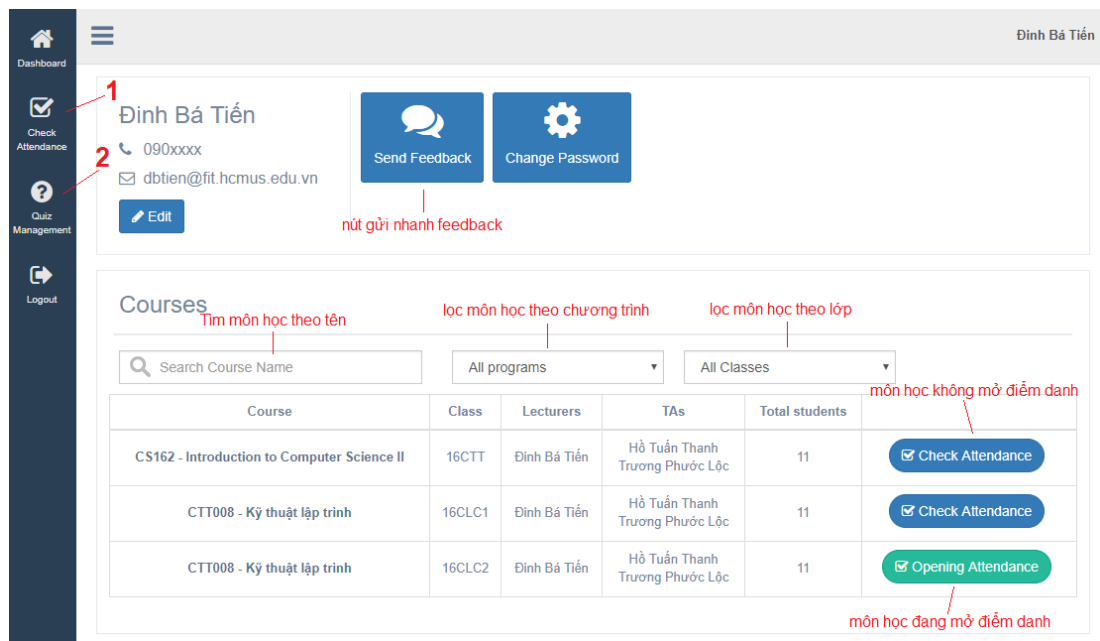 Dashboard
Check
Attendance
Quiz
Management
Logout
Đinh Bá Tiến
1
2
Đinh Bá Tiến
090xxxx
dbtien@fit.hcmus.edu.vn
Edit
Send Feedback
Change Password
nút gửi nhanh feedback
Courses
Tìm môn học theo tên
lọc môn học theo chương trình
lọc môn học theo lớp
Search Course Name
All programs
All Classes
môn học không mở điểm danh
Course Class Lecturers TAs Total students
CS162 - Introduction to Computer Science II 16CTT Đinh Bá Tiến Hồ Tuấn Thanh 11 Check Attendance
Trương Phước Lộc
CTT008 - Kỹ thuật lập trình 16CLC1 Đinh Bá Tiến Hồ Tuấn Thanh 11 Check Attendance
Trương Phước Lộc
CTT008 - Kỹ thuật lập trình 16CLC2 Đinh Bá Tiến Hồ Tuấn Thanh 11 Opening Attendance
Trương Phước Lộc
môn học đang mở điểm danh